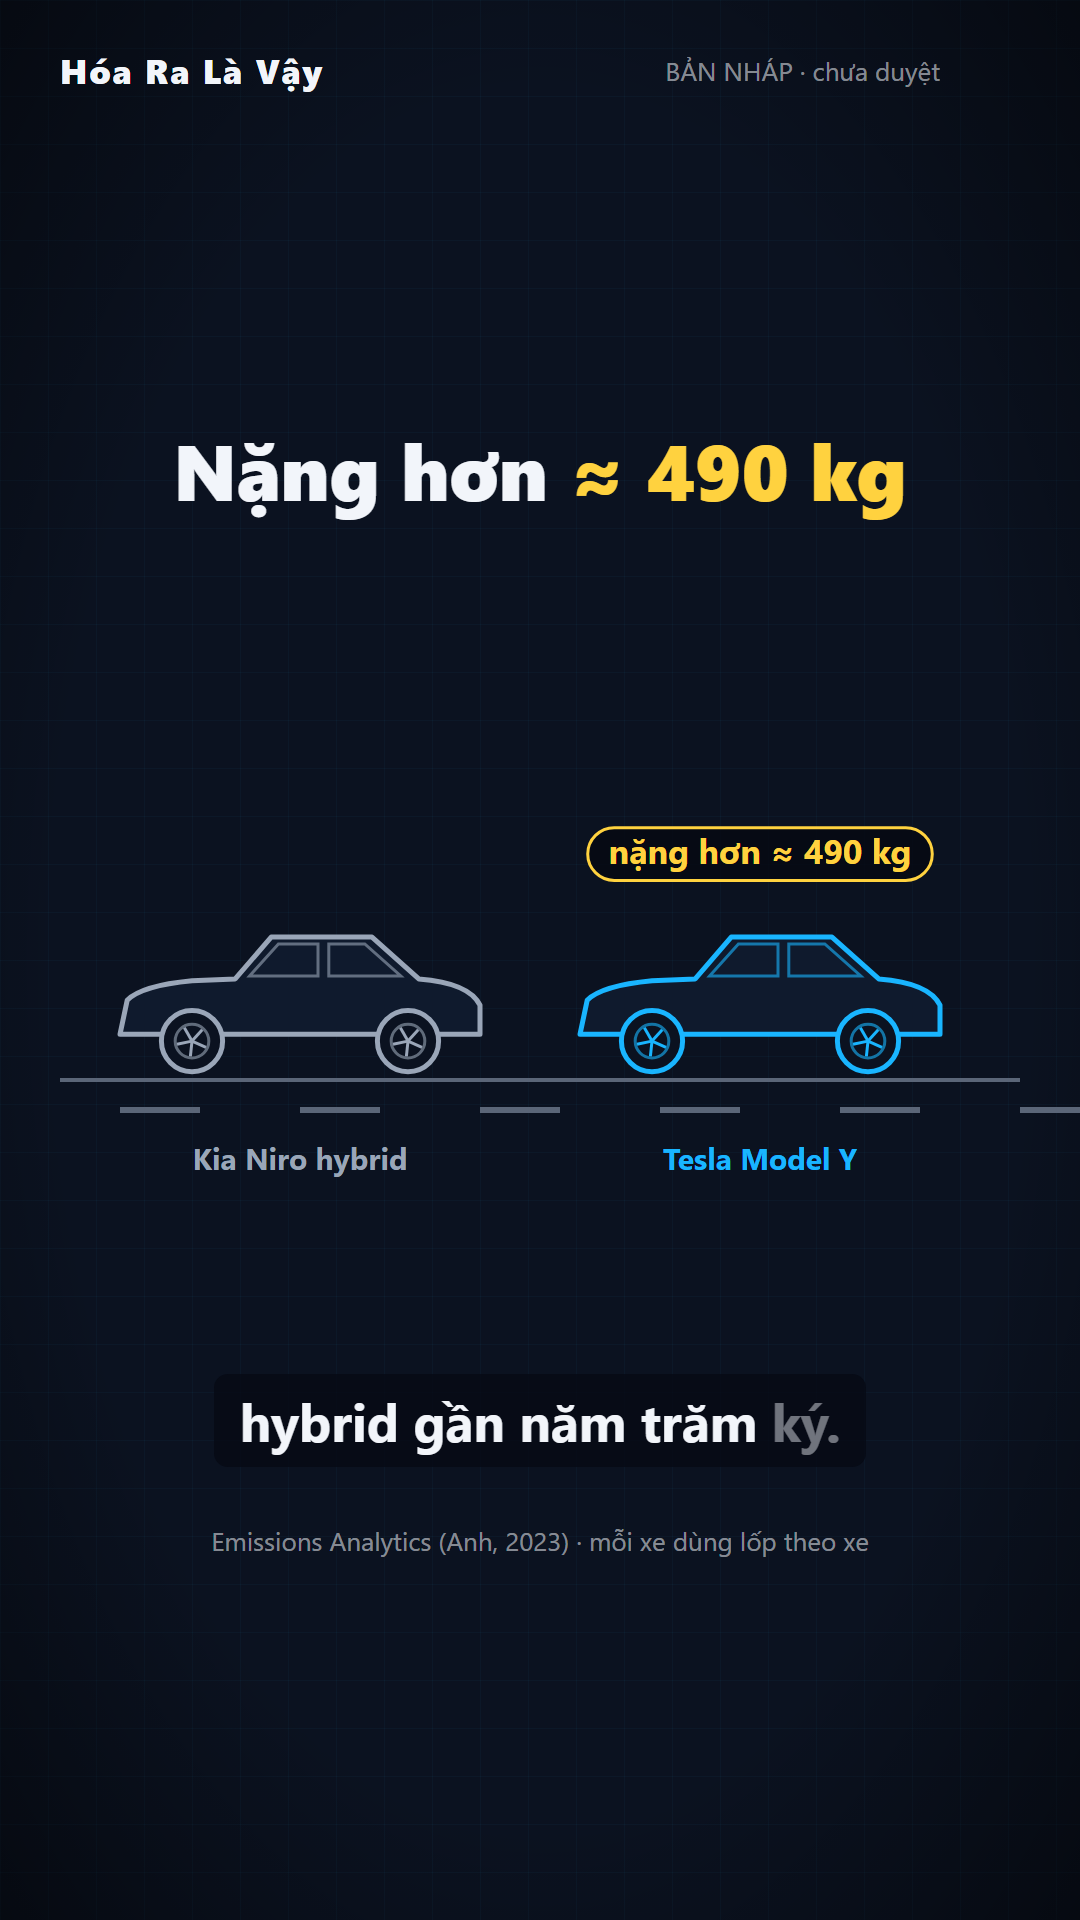 Hóa Ra Là Vậy
BẢN NHÁP · chưa duyệt
Nặng hơn ≈ 490 kg
nặng hơn ≈ 490 kg
Kia Niro hybrid
Tesla Model Y
hybrid gần năm trăm ký.
Emissions Analytics (Anh, 2023) · mỗi xe dùng lốp theo xe